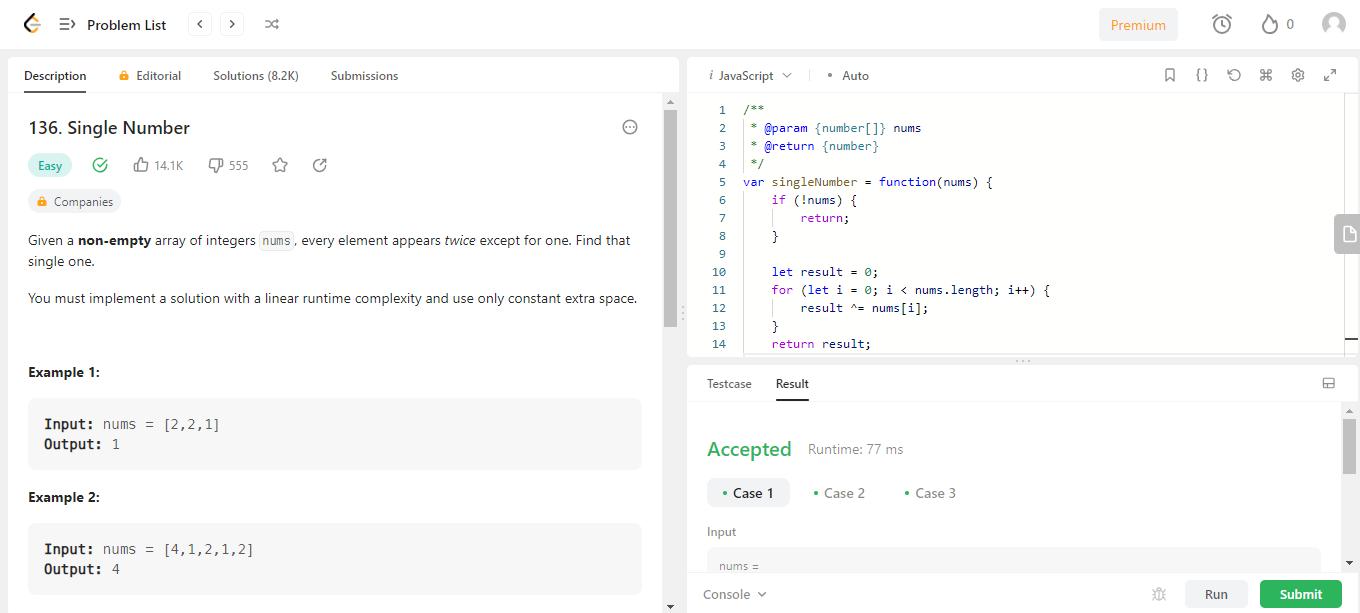 Problem List
Premium
0
Description
Editorial
Solutions (8.2K)
Submissions
136. Single Number
Easy
14.1K
555
Companies
Given a non-empty array of integers nums, every element appears twice except for one. Find that
single one.
You must implement a solution with a linear runtime complexity and use only constant extra space.
Example 1:
Input: nums = [2,2,1]
Output: 1
Example 2:
Input: nums = [4,1,2,1,2]
Output: 4
i JavaScript
• Auto
{}
1 /**
2  * @param {number[]} nums
3  * @return {number}
4  */
5 var singleNumber = function(nums) {
6     if (!nums) {
7         return;
8     }
9
10     let result = 0;
11     for (let i = 0; i < nums.length; i++) {
12         result ^= nums[i];
13     }
14     return result;
Testcase
Result
Accepted
Runtime: 77 ms
• Case 1
• Case 2
• Case 3
Input
nums =
Console
Run
Submit